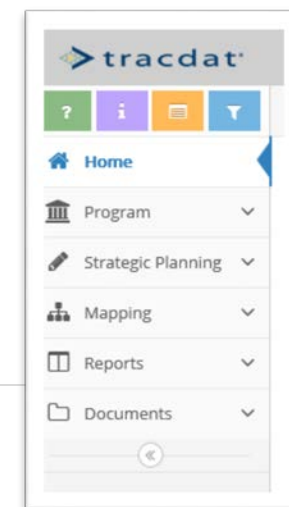 tracdat
? i
Home
Program
Strategic Planning
Mapping
Reports
Documents